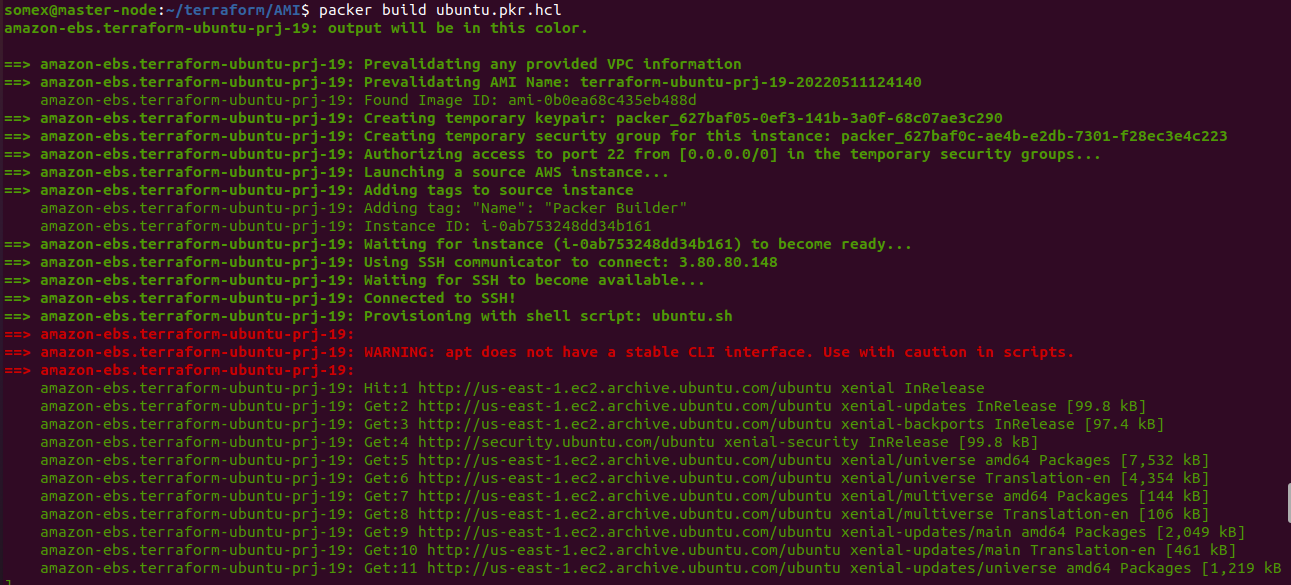 somex@master-node:~/terraform/AMI$ packer build ubuntu.pkr.hcl
amazon-ebs.terraform-ubuntu-prj-19: output will be in this color.
==> amazon-ebs.terraform-ubuntu-prj-19: Prevalidating any provided VPC information
==> amazon-ebs.terraform-ubuntu-prj-19: Prevalidating AMI Name: terraform-ubuntu-prj-19-20220511124140
amazon-ebs.terraform-ubuntu-prj-19: Found Image ID: ami-0b0ea68c435eb488d
==> amazon-ebs.terraform-ubuntu-prj-19: Creating temporary keypair: packer_627baf05-0ef3-141b-3a0f-68c07ae3c290
==> amazon-ebs.terraform-ubuntu-prj-19: Creating temporary security group for this instance: packer_627baf0c-ae4b-e2db-7301-f28ec3e4c223
==> amazon-ebs.terraform-ubuntu-prj-19: Authorizing access to port 22 from [0.0.0.0/0] in the temporary security groups...
==> amazon-ebs.terraform-ubuntu-prj-19: Launching a source AWS instance...
==> amazon-ebs.terraform-ubuntu-prj-19: Adding tags to source instance
amazon-ebs.terraform-ubuntu-prj-19: Adding tag: "Name": "Packer Builder"
amazon-ebs.terraform-ubuntu-prj-19: Instance ID: i-0ab753248dd34b161
==> amazon-ebs.terraform-ubuntu-prj-19: Waiting for instance (i-0ab753248dd34b161) to become ready...
==> amazon-ebs.terraform-ubuntu-prj-19: Using SSH communicator to connect: 3.80.80.148
==> amazon-ebs.terraform-ubuntu-prj-19: Waiting for SSH to become available...
==> amazon-ebs.terraform-ubuntu-prj-19: Connected to SSH!
==> amazon-ebs.terraform-ubuntu-prj-19: Provisioning with shell script: ubuntu.sh
==> amazon-ebs.terraform-ubuntu-prj-19:
==> amazon-ebs.terraform-ubuntu-prj-19: WARNING: apt does not have a stable CLI interface. Use with caution in scripts.
==> amazon-ebs.terraform-ubuntu-prj-19:
amazon-ebs.terraform-ubuntu-prj-19: Hit:1 http://us-east-1.ec2.archive.ubuntu.com/ubuntu xenial InRelease
amazon-ebs.terraform-ubuntu-prj-19: Get:2 http://us-east-1.ec2.archive.ubuntu.com/ubuntu xenial-updates InRelease [99.8 kB]
amazon-ebs.terraform-ubuntu-prj-19: Get:3 http://us-east-1.ec2.archive.ubuntu.com/ubuntu xenial-backports InRelease [97.4 kB]
amazon-ebs.terraform-ubuntu-prj-19: Get:4 http://security.ubuntu.com/ubuntu xenial-security InRelease [99.8 kB]
amazon-ebs.terraform-ubuntu-prj-19: Get:5 http://us-east-1.ec2.archive.ubuntu.com/ubuntu xenial/universe amd64 Packages [7,532 kB]
amazon-ebs.terraform-ubuntu-prj-19: Get:6 http://us-east-1.ec2.archive.ubuntu.com/ubuntu xenial/universe Translation-en [4,354 kB]
amazon-ebs.terraform-ubuntu-prj-19: Get:7 http://us-east-1.ec2.archive.ubuntu.com/ubuntu xenial/multiverse amd64 Packages [144 kB]
amazon-ebs.terraform-ubuntu-prj-19: Get:8 http://us-east-1.ec2.archive.ubuntu.com/ubuntu xenial/multiverse Translation-en [106 kB]
amazon-ebs.terraform-ubuntu-prj-19: Get:9 http://us-east-1.ec2.archive.ubuntu.com/ubuntu xenial-updates/main amd64 Packages [2,049 kB]
amazon-ebs.terraform-ubuntu-prj-19: Get:10 http://us-east-1.ec2.archive.ubuntu.com/ubuntu xenial-updates/main Translation-en [461 kB]
amazon-ebs.terraform-ubuntu-prj-19: Get:11 http://us-east-1.ec2.archive.ubuntu.com/ubuntu xenial-updates/universe amd64 Packages [1,219 kB